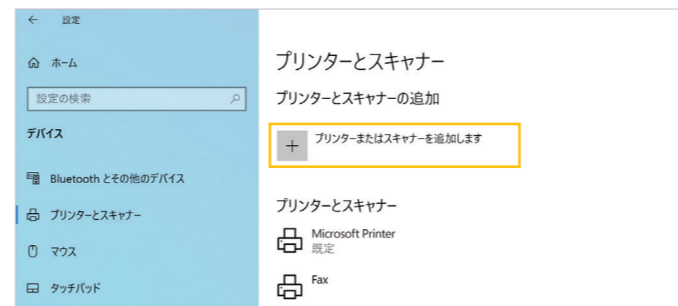 設定
ホーム
設定の検索
デバイス
Bluetooth とその他のデバイス
プリンターとスキャナー
マウス
タッチパッド
プリンターとスキャナー
プリンターとスキャナーの追加
プリンターまたはスキャナーを追加します
プリンターとスキャナー
Microsoft Printer
既定
Fax